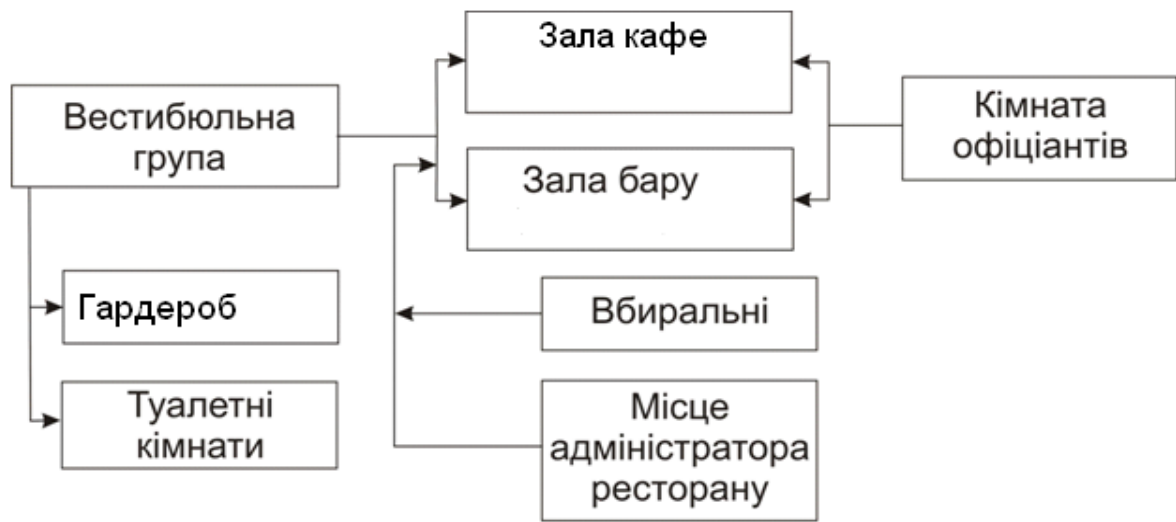 Зала кафе
Вестибюльна
група
Кімната
офіціантів
Зала бару
Гардероб
Вбиральні
Туалетні
кімнати
Місце
адміністратора
ресторану